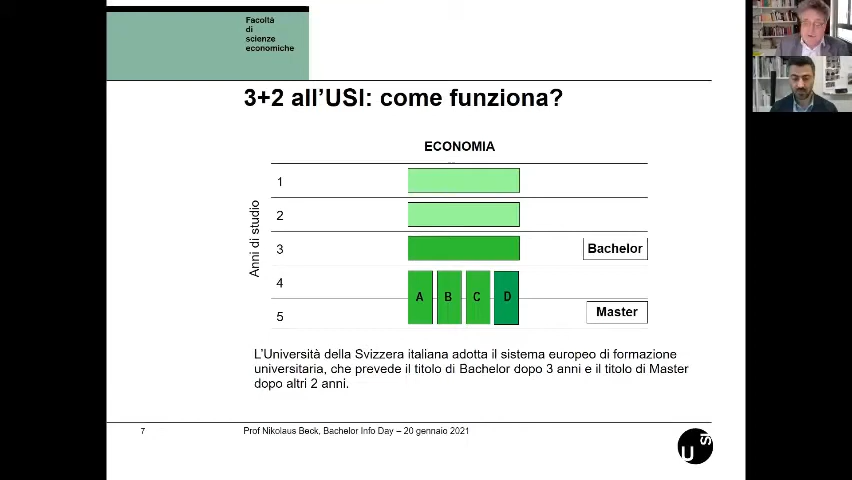 Facoltà
di
scienze
economiche
3+2 all'USI: come funziona?
ECONOMIA
Anni di studio
1
2
3
Bachelor
4
A B C D
5
Master
L'Università della Svizzera italiana adotta il sistema europeo di formazione
universitaria, che prevede il titolo di Bachelor dopo 3 anni e il titolo di Master
dopo altri 2 anni.
7
Prof Nikolaus Beck, Bachelor Info Day – 20 gennaio 2021
USI